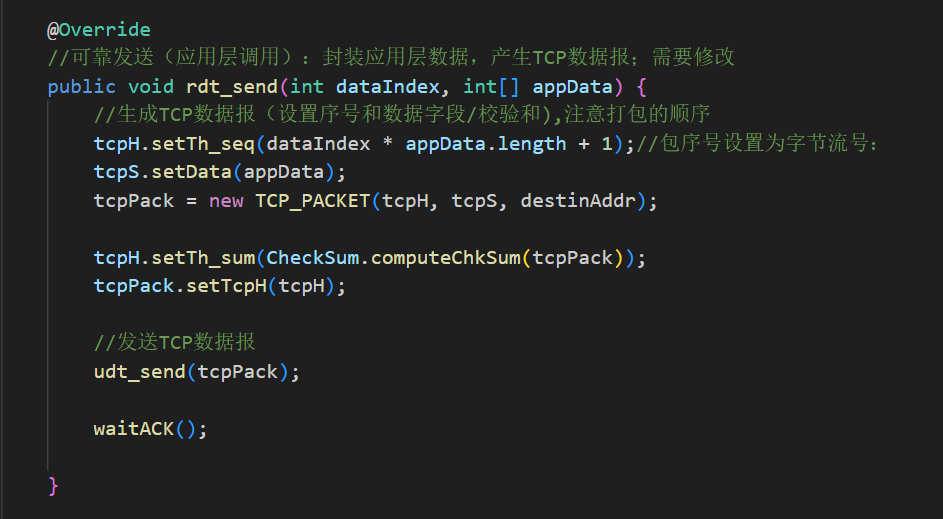 @Override
//可靠发送（应用层调用）：封装应用层数据，产生TCP数据报；需要修改
public void rdt_send(int dataIndex, int[] appData) {
//生成TCP数据报（设置序号和数据字段/校验和),注意打包的顺序
tcpH.setTh_seq(dataIndex * appData.length + 1);//包序号设置为字节流号：
tcpS.setData(appData);
tcpPack = new TCP_PACKET(tcpH, tcpS, destinAddr);
tcpH.setTh_sum(CheckSum.computeChkSum(tcpPack));
tcpPack.setTcpH(tcpH);
//发送TCP数据报
udt_send(tcpPack);
waitACK();
}